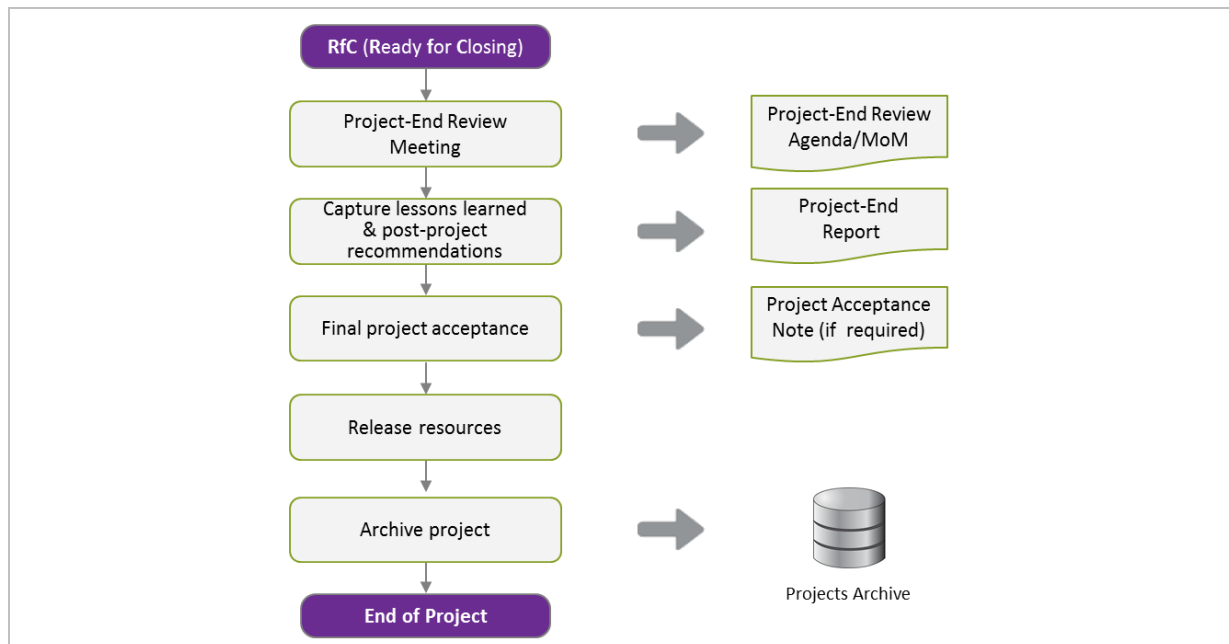 RfC (Ready for Closing)
Project-End Review
Meeting
Project-End Review
Agenda/MoM
Capture lessons learned
& post-project
recommendations
Project-End
Report
Final project acceptance
Project Acceptance
Note (if required)
Release resources
Archive project
Projects Archive
End of Project